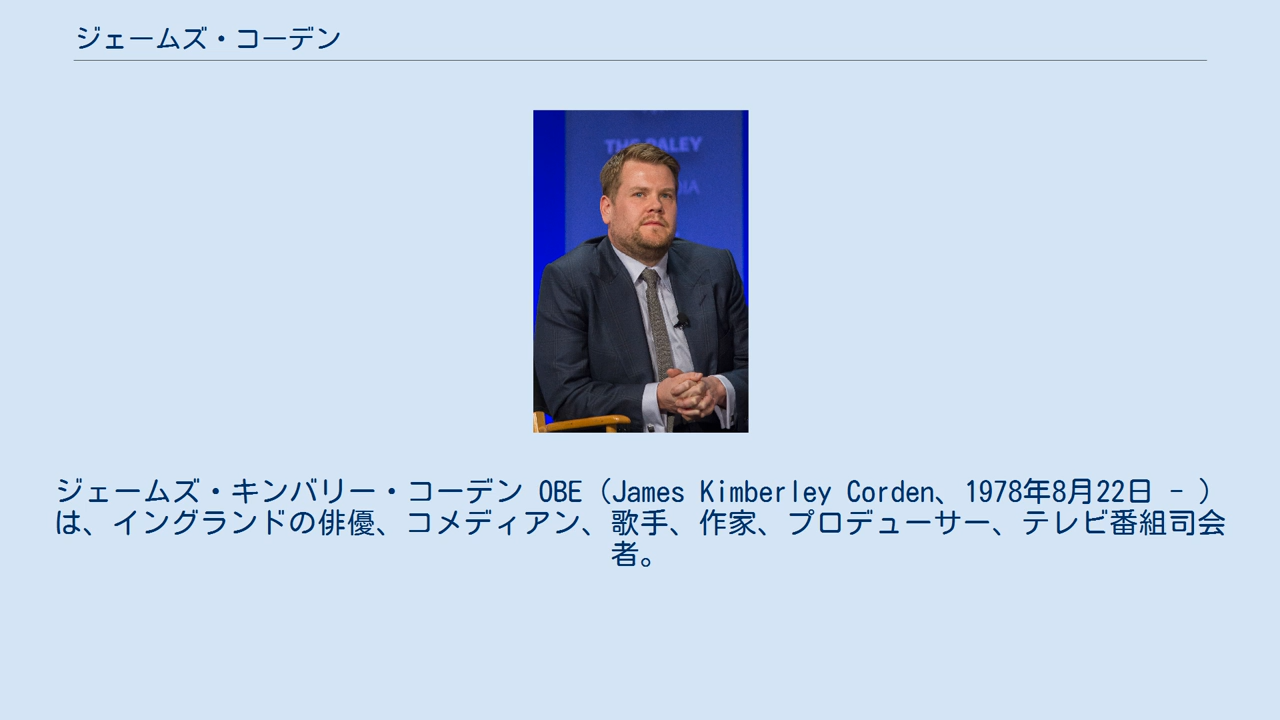 ジェームズ・コーデン
THE PALEY
DIA
ジェームズ・キンバリー・コーデン OBE（James Kimberley Corden、1978年8月22日 - ）
は、イングランドの俳優、コメディアン、歌手、作家、プロデューサー、テレビ番組司会
者。